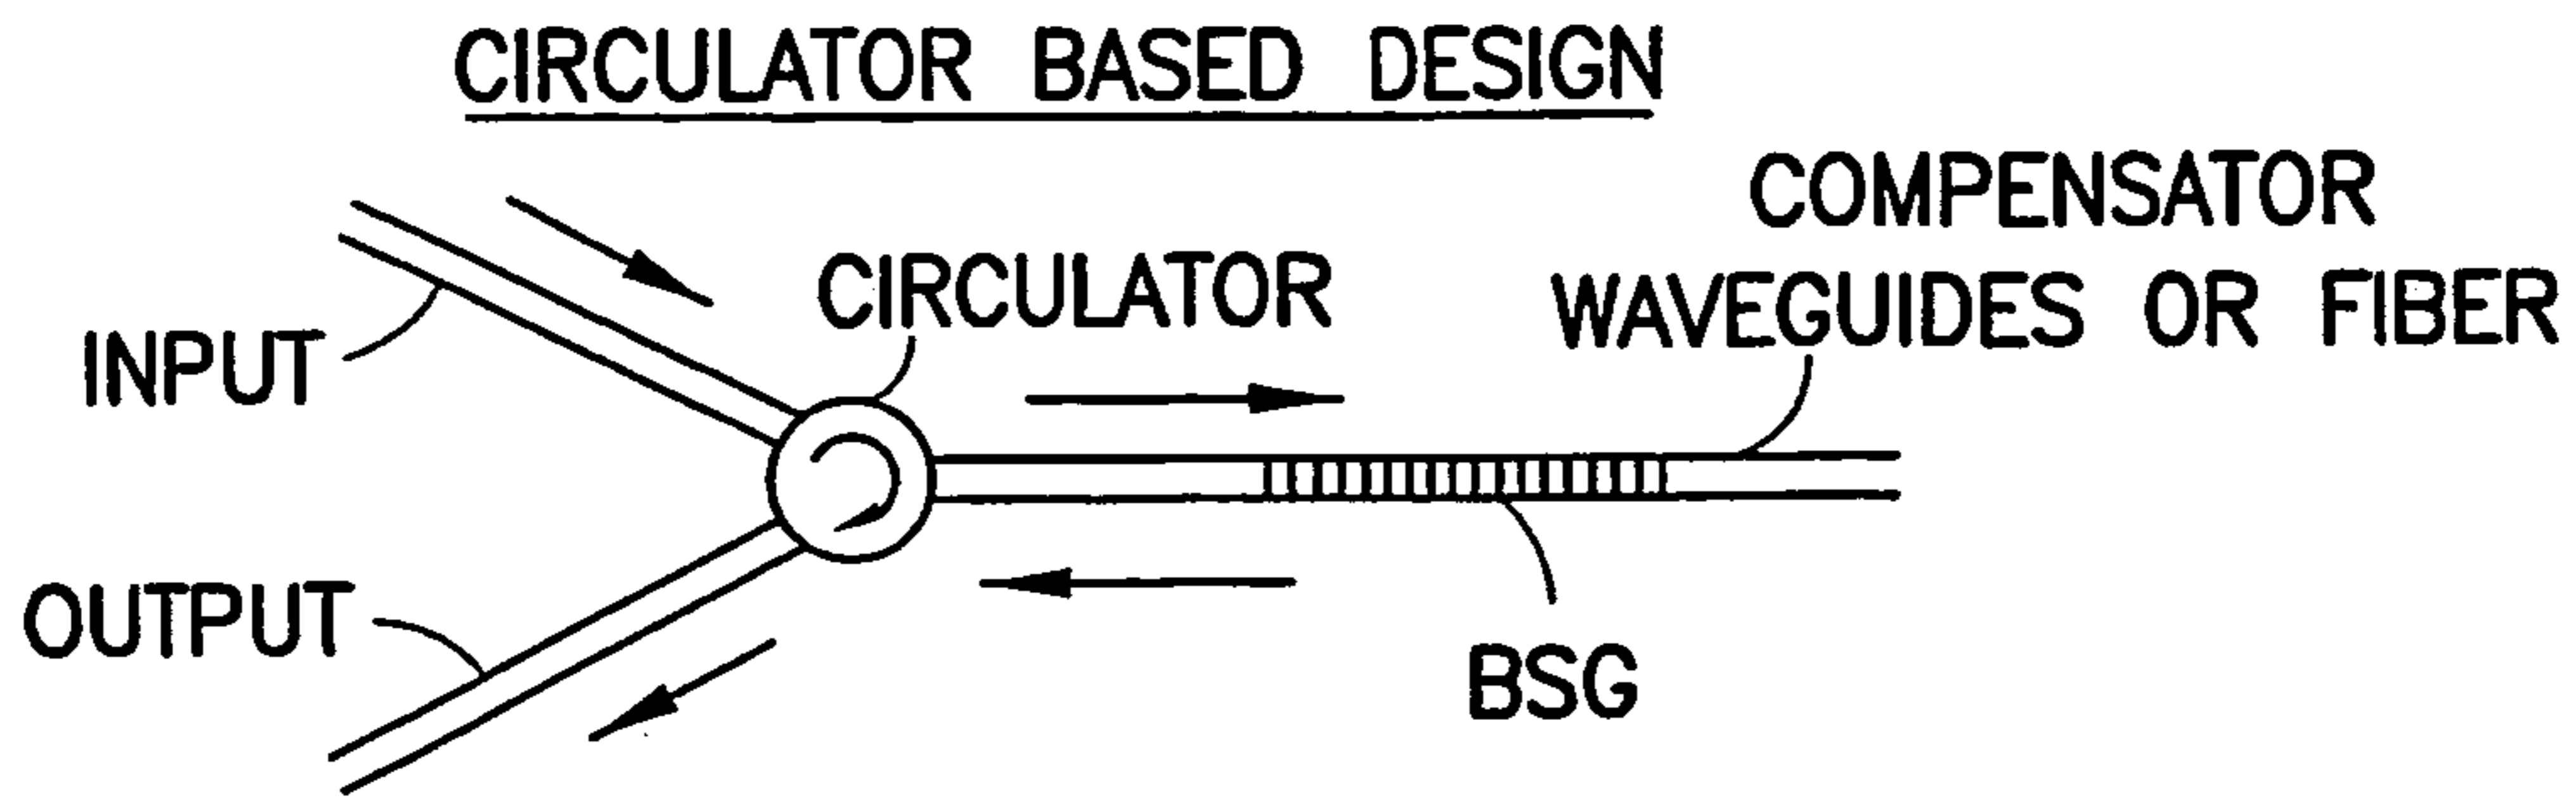 CIRCULATOR BASED DESIGN
COMPENSATOR
WAVEGUIDES OR FIBER
CIRCULATOR
INPUT
OUTPUT
BSG